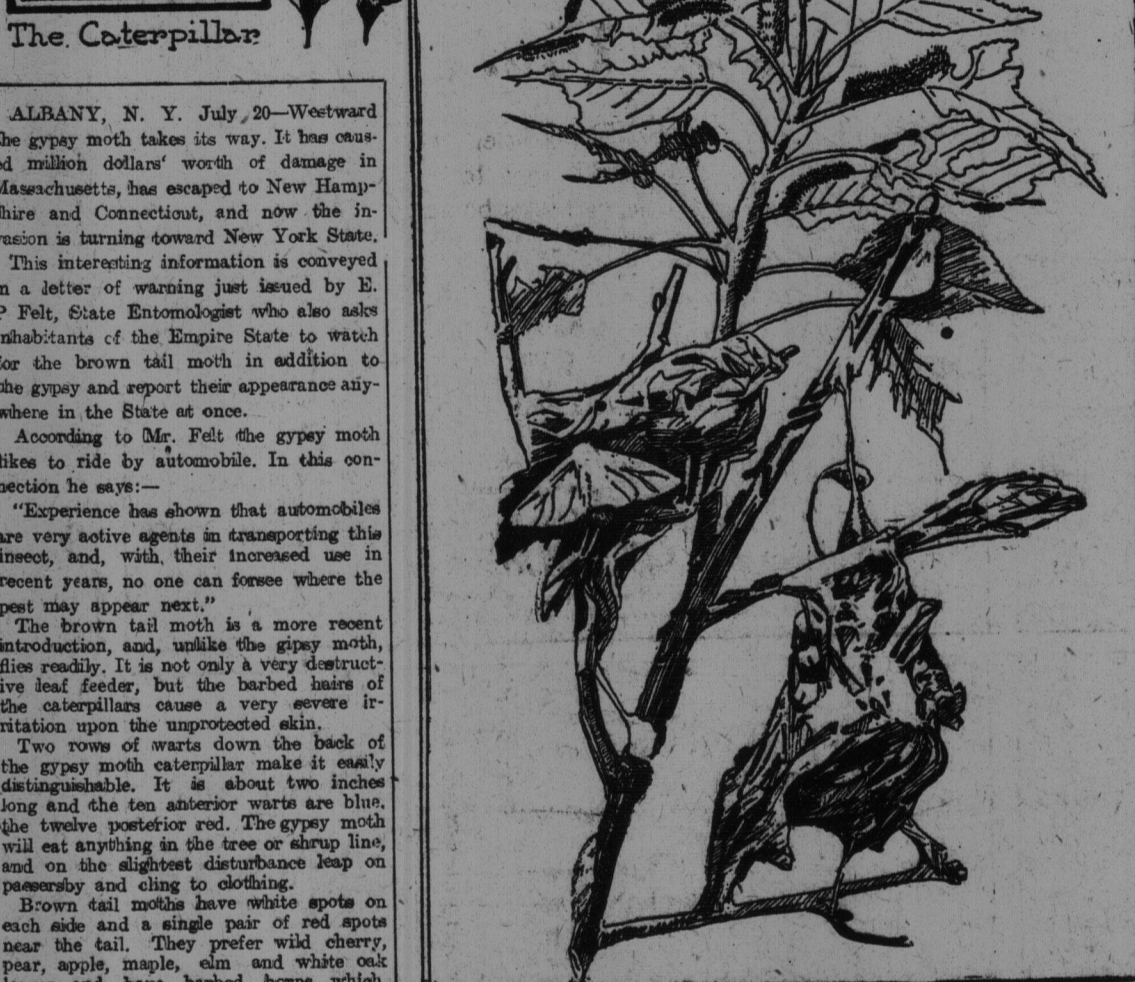 The Caterpillar
ALBANY, N. Y. July 20—Westward
he gypsy moth takes its way. It has caus-
d million dollars' worth of damage in
Massachusetts, has escaped to New Hamp-
hire and Connecticut, and now the in-
vasion is turning toward New York State.
This interesting information is conveyed
n a letter of warning just issued by E.
P Felt, State Entomologist who also asks
inhabitants of the Empire State to watch
for the brown tail moth in addition to
the gypsy and report their appearance any-
where in the State at once.
According to Mr. Felt the gypsy moth
likes to ride by automobile. In this con-
nection he says:—
"Experience has shown that automobiles
are very active agents in transporting this
insect, and, with, their increased use in
recent years, no one can forsee where the
pest may appear next."
The brown tail moth is a more recent
introduction, and, unlike the gipsy moth,
flies readily. It is not only a very destruct-
ive leaf feeder, but the barbed hairs of
the caterpillars cause a very severe ir-
ritation upon the unprotected skin.
Two rows of warts down the back of
the gypsy moth caterpillar make it easily
distinguishable. It is about two inches
long and the ten anterior warts are blue,
the twelve posterior red. The gypsy moth
will eat anything in the tree or shrup line,
and on the slightest disturbance leap on
passersby and cling to clothing.
Brown tail moths have white spots on
each side and a single pair of red spots
near the tail. They prefer wild cherry,
pear, apple, maple, elm and white oak